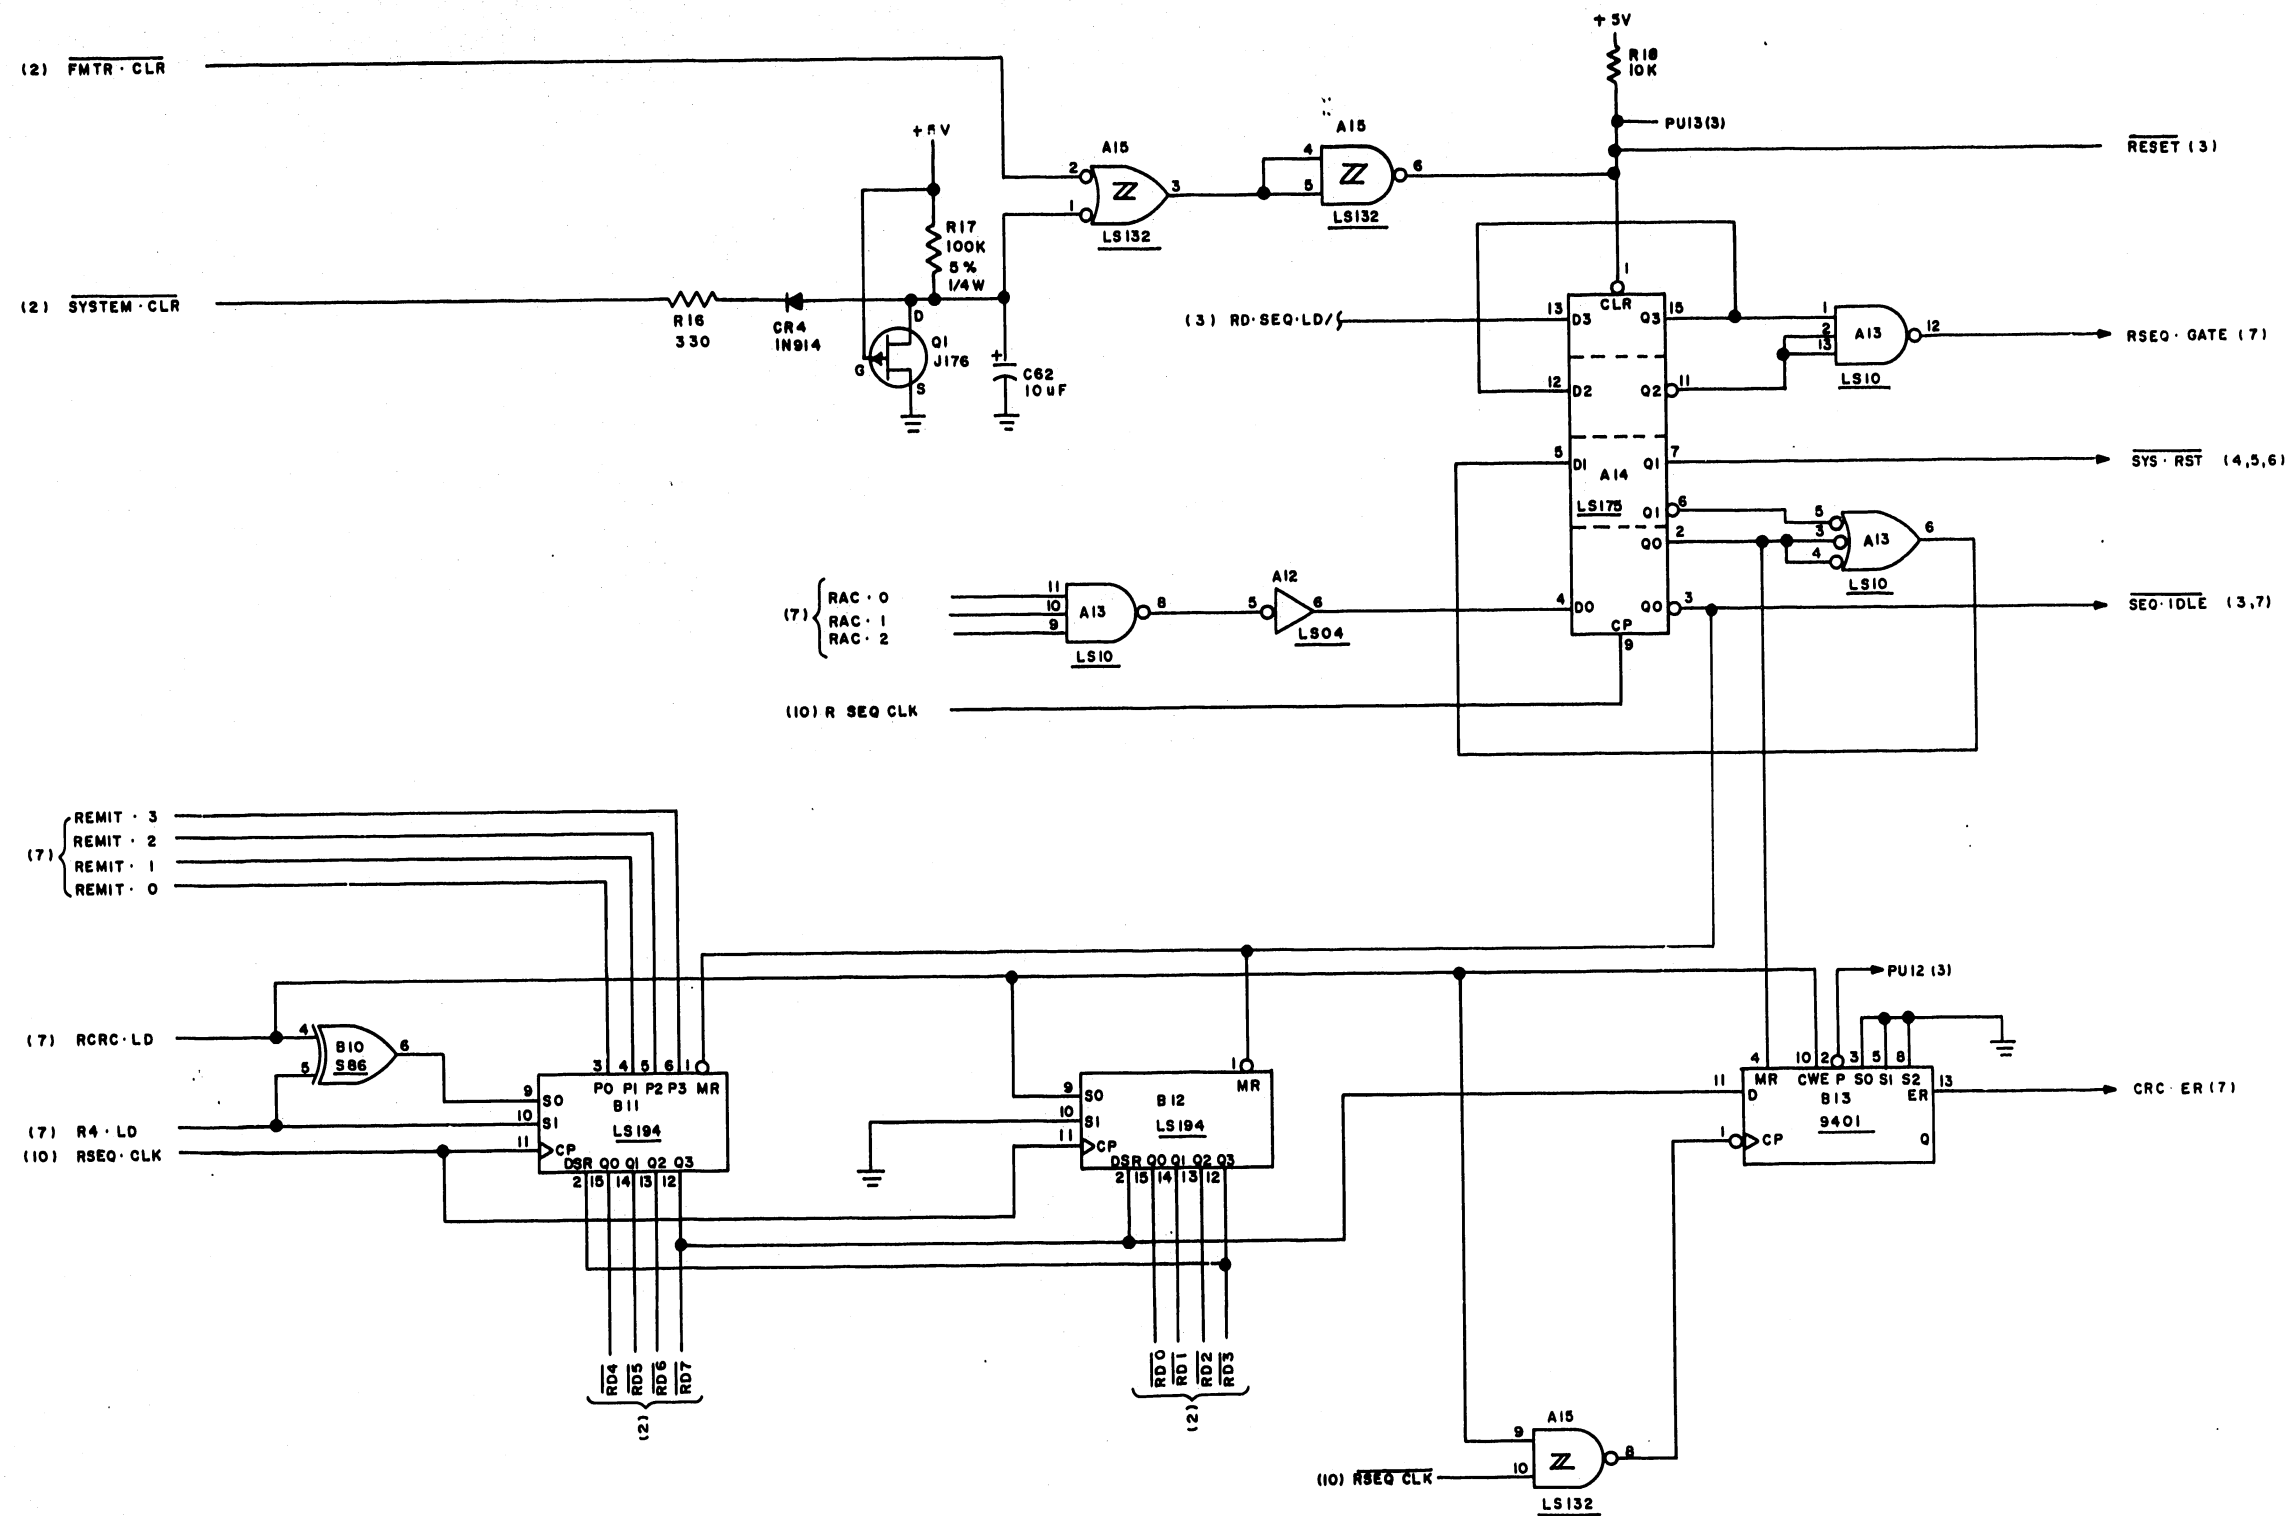 +5V
R18
10K
(2) FMTR·CLR
PU13(3)
A15
4
5
6
LS132
RESET (3)
+5V
A15
2
1
3
LS132
R17
100K
5%
1/4W
(2) SYSTEM·CLR
R16
330
CR4
1N914
D
G
S
Q1
J176
+
C62
10uF
(3) RD·SEQ·LD/
1
CLR
13 D3
Q3 15
12 D2
Q2 11
5 D1
Q1 7
A14
LS175
Q1 6
Q0 2
4 D0
Q0 3
CP
9
1
2
13
A13
12
LS10
RSEQ·GATE (7)
SYS·RST (4,5,6)
5
3
4
A13
6
LS10
SEQ·IDLE (3,7)
(7)
RAC·0
RAC·1
RAC·2
11
10
9
A13
8
LS10
A12
5
6
LS04
(10) R SEQ CLK
(7)
REMIT·3
REMIT·2
REMIT·1
REMIT·0
(7) RCRC·LD
4
5
B10
S86
6
(7) R4·LD
(10) RSEQ·CLK
3 4 5 6 1
P0 P1 P2 P3 MR
9 S0
10 S1
11 CP
B11
LS194
DSR Q0 Q1 Q2 Q3
2 15 14 13 12
RD4
RD5
RD6
RD7
(2)
1
MR
9 S0
10 S1
11 CP
B12
LS194
DSR Q0 Q1 Q2 Q3
2 15 14 13 12
RD0
RD1
RD2
RD3
(2)
PU12(3)
4 10 2 3 5 8
MR CWE P S0 S1 S2
11 D
B13
9401
ER 13
1 CP
Q
CRC·ER(7)
A15
9
10
8
LS132
(10) RSEQ CLK